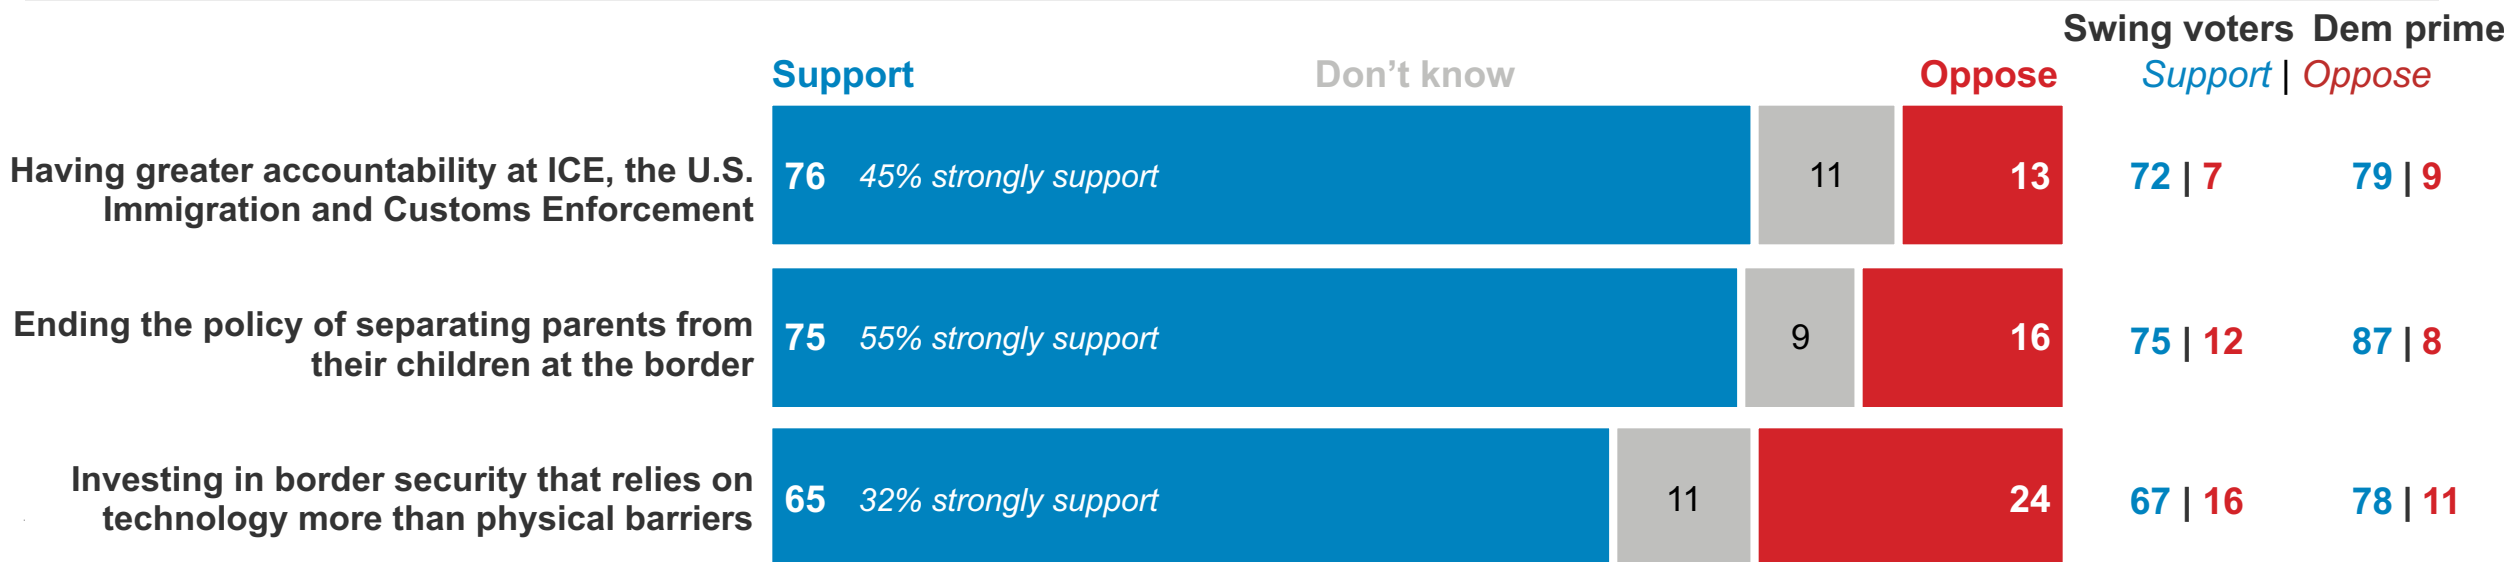 Swing voters Dem prime
Support Don’t know Oppose Support | Oppose
Having greater accountability at ICE, the U.S.
Immigration and Customs Enforcement
76 45% strongly support 11 13 72 | 7 79 | 9
Ending the policy of separating parents from
their children at the border
75 55% strongly support 9 16 75 | 12 87 | 8
Investing in border security that relies on
technology more than physical barriers
65 32% strongly support 11 24 67 | 16 78 | 11